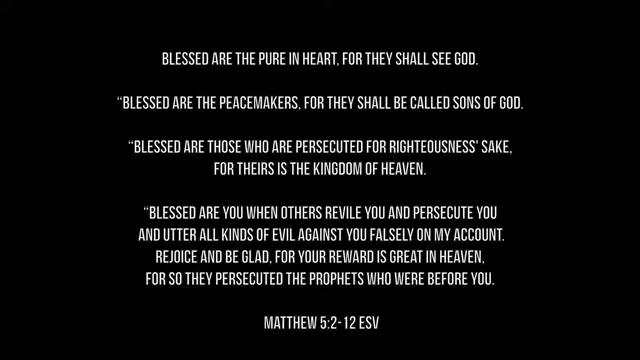 BLESSED ARE THE PURE IN HEART, FOR THEY SHALL SEE GOD.
“BLESSED ARE THE PEACEMAKERS, FOR THEY SHALL BE CALLED SONS OF GOD.
“BLESSED ARE THOSE WHO ARE PERSECUTED FOR RIGHTEOUSNESS' SAKE,
FOR THEIRS IS THE KINGDOM OF HEAVEN.
“BLESSED ARE YOU WHEN OTHERS REVILE YOU AND PERSECUTE YOU
AND UTTER ALL KINDS OF EVIL AGAINST YOU FALSELY ON MY ACCOUNT.
REJOICE AND BE GLAD, FOR YOUR REWARD IS GREAT IN HEAVEN,
FOR SO THEY PERSECUTED THE PROPHETS WHO WERE BEFORE YOU.
MATTHEW 5:2-12 ESV